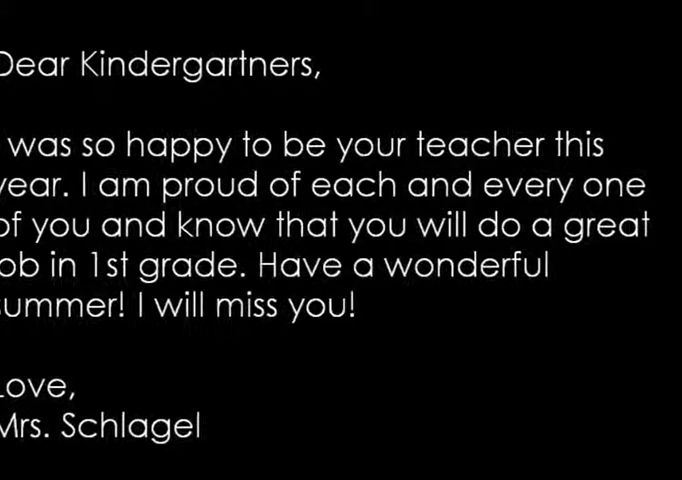 Dear Kindergartners,
I was so happy to be your teacher this
year. I am proud of each and every one
of you and know that you will do a great
job in 1st grade. Have a wonderful
summer! I will miss you!
Love,
Mrs. Schlagel